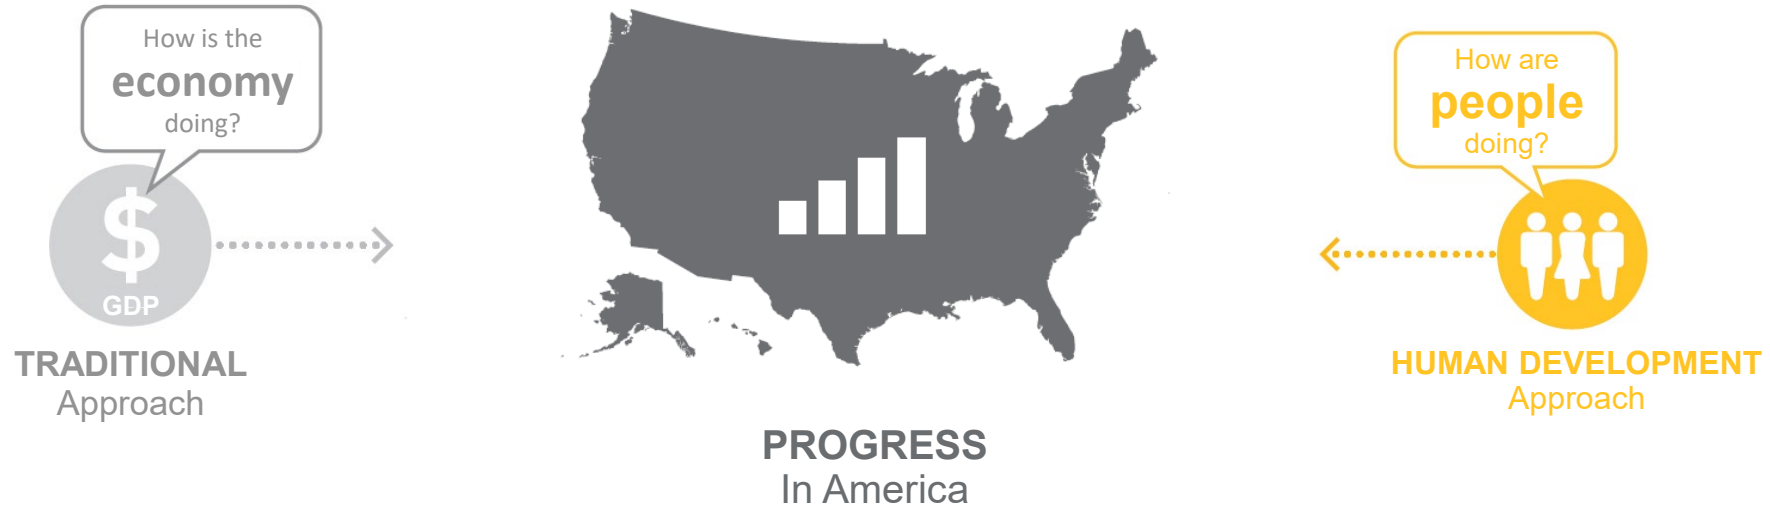 How is the
economy
doing?
$
GDP
TRADITIONAL
Approach
PROGRESS
In America
How are
people
doing?
HUMAN DEVELOPMENT
Approach